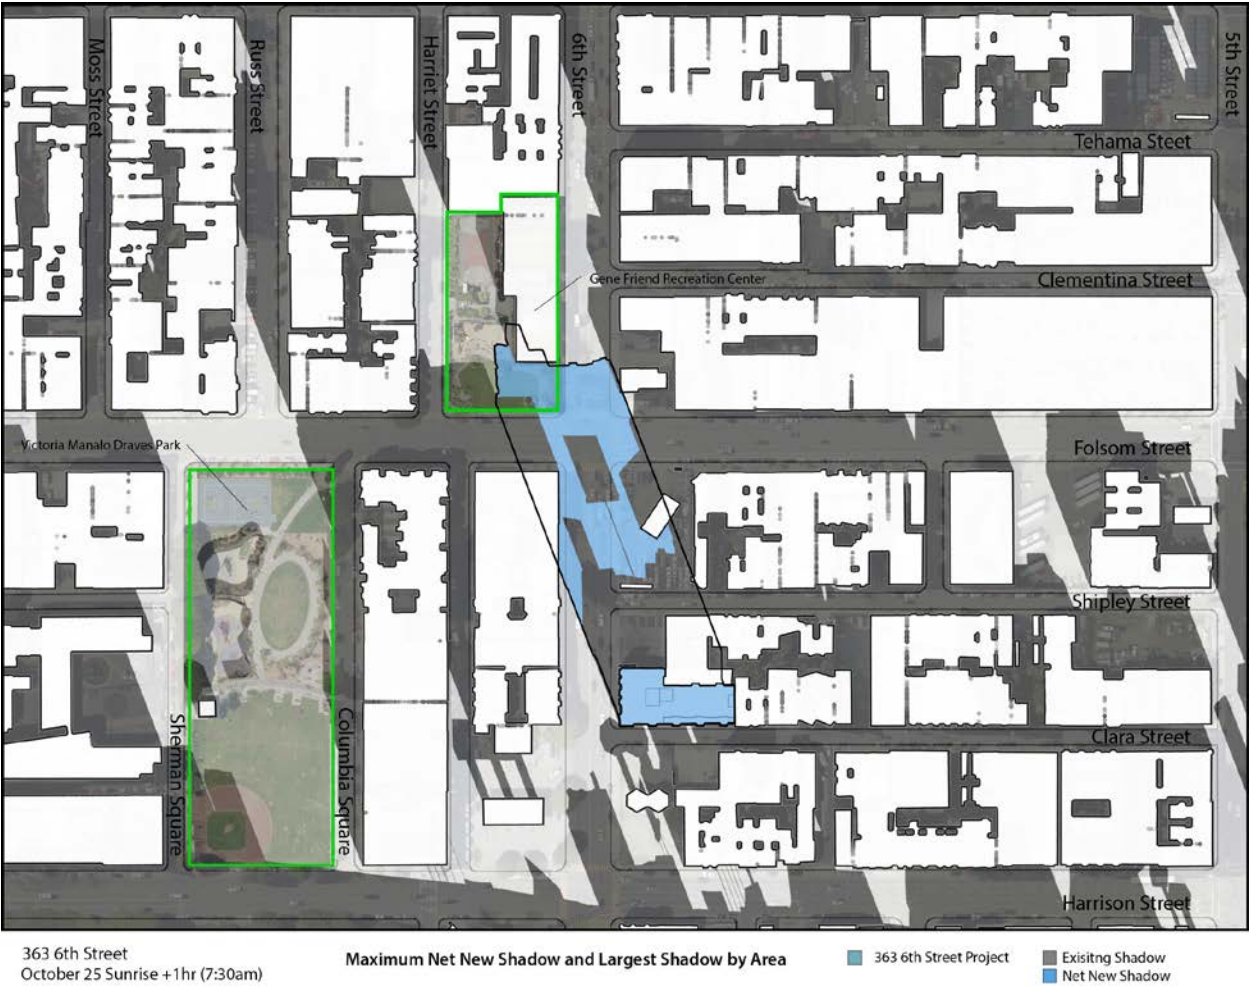 Moss Street
Russ Street
Harriet Street
6th Street
5th Street
Tehama Steet
Gene Friend Recreation Center
Clementina Street
Victoria Manalo Draves Park
Folsom Street
Shipley Street
Sherman Square
Columbia Square
Clara Street
Harrison Street
363 6th Street
October 25 Sunrise +1hr (7:30am)
Maximum Net New Shadow and Largest Shadow by Area
363 6th Street Project
Exisitng Shadow
Net New Shadow